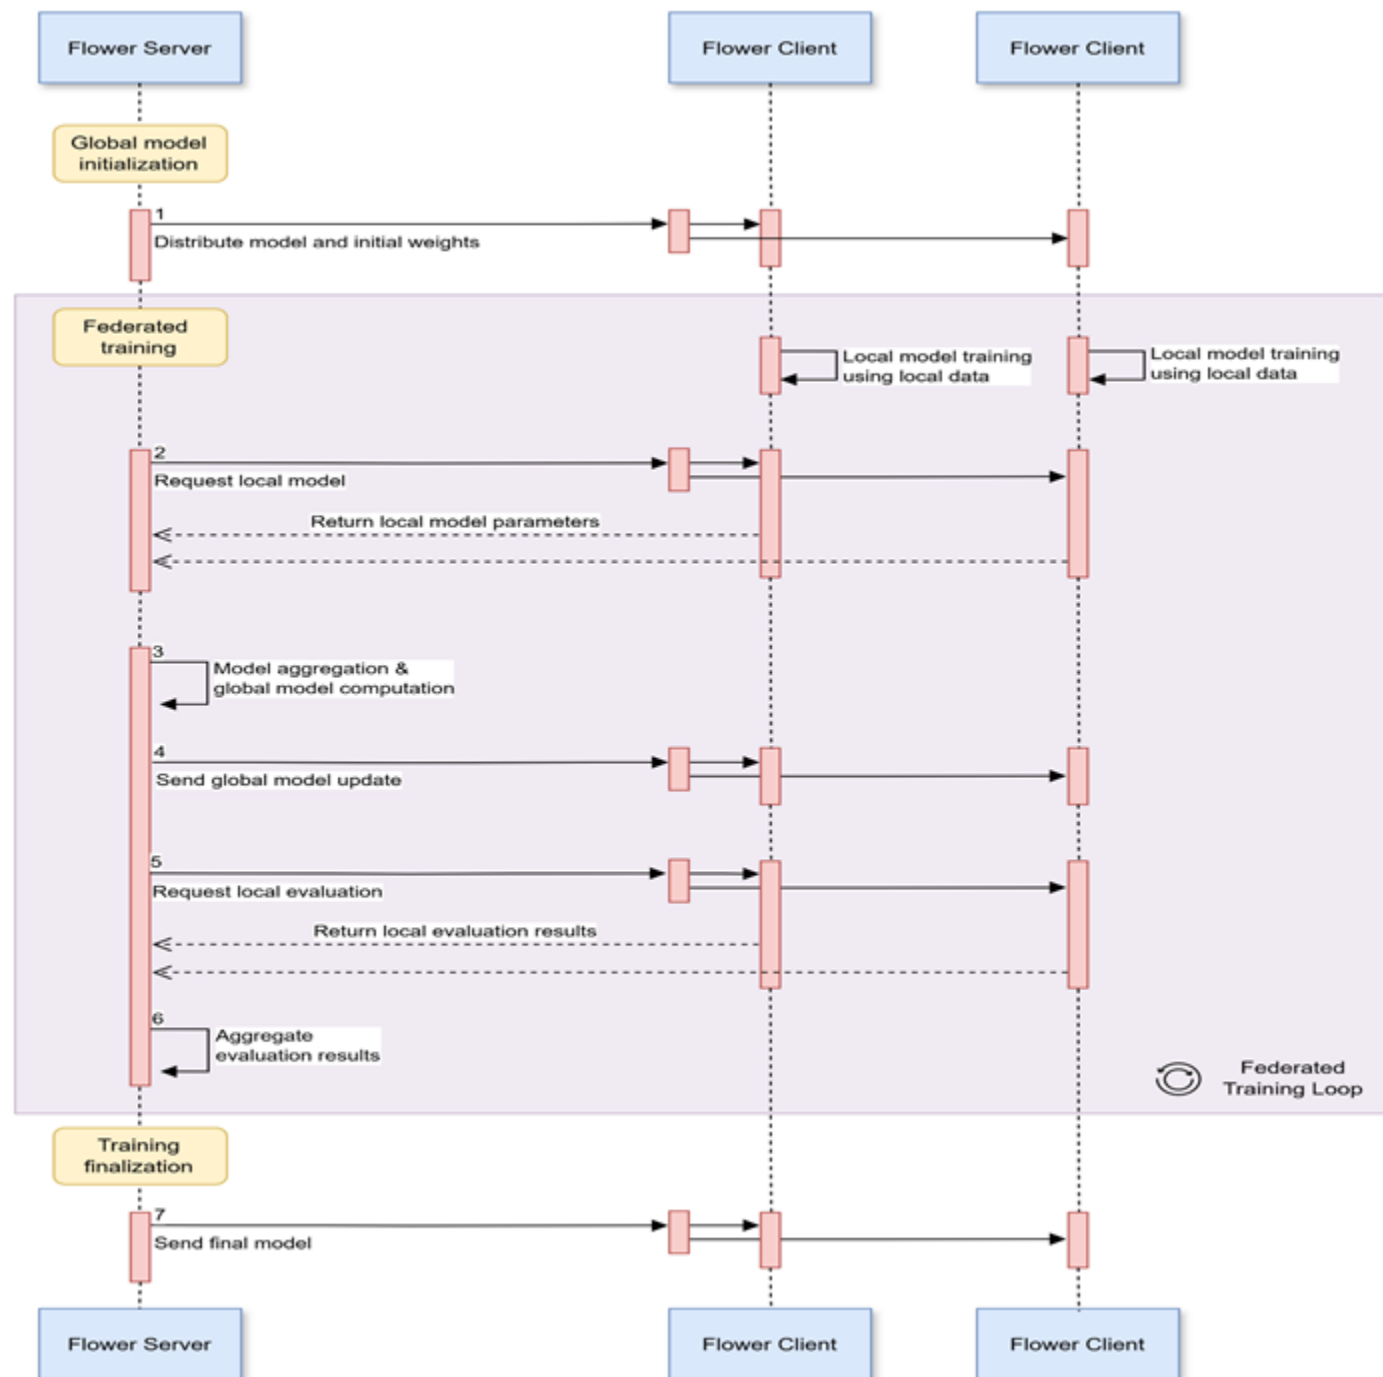 Flower Server
Flower Client
Flower Client
Global model
initialization
1
Distribute model and initial weights
Federated
training
Local model training
using local data
Local model training
using local data
2
Request local model
Return local model parameters
3
Model aggregation &
global model computation
4
Send global model update
5
Request local evaluation
Return local evaluation results
6
Aggregate
evaluation results
Federated
Training Loop
Training
finalization
7
Send final model
Flower Server
Flower Client
Flower Client